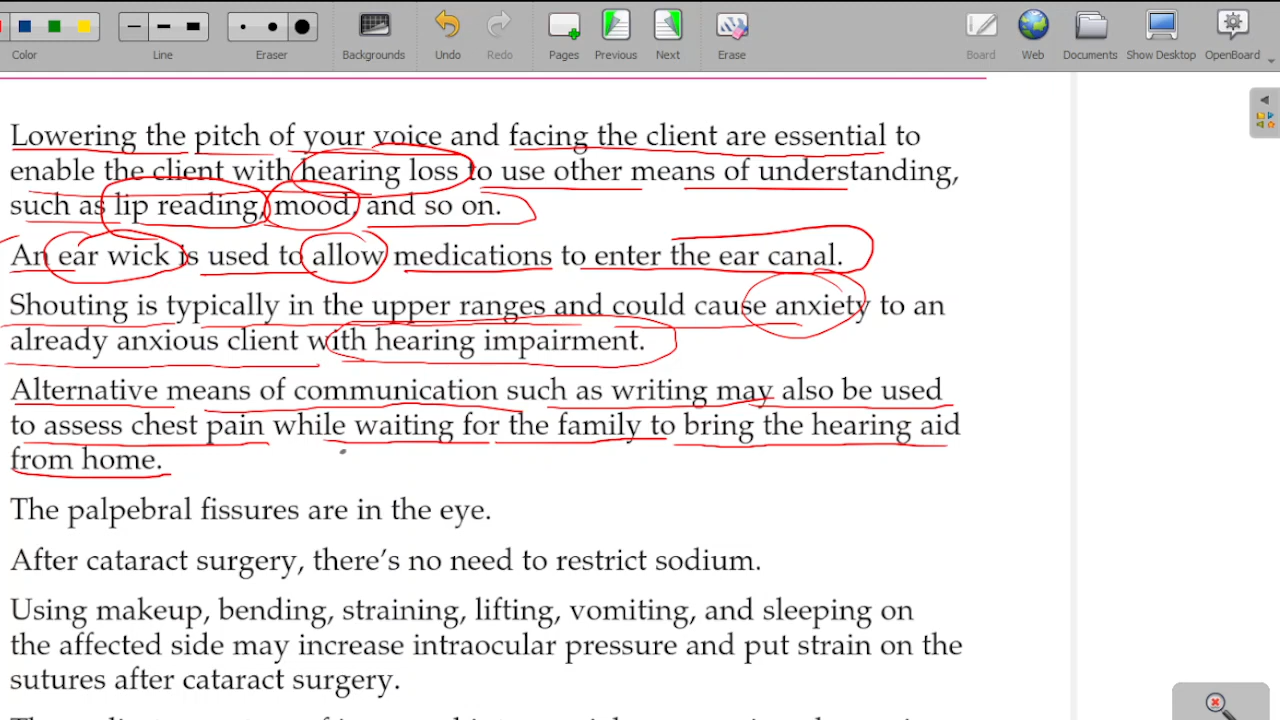 Color
Line
Eraser
Backgrounds
Undo
Redo
Pages
Previous
Next
Erase
Board
Web
Documents
Show Desktop
OpenBoard
Lowering the pitch of your voice and facing the client are essential to
enable the client with hearing loss to use other means of understanding,
such as lip reading, mood, and so on.
An ear wick is used to allow medications to enter the ear canal.
Shouting is typically in the upper ranges and could cause anxiety to an
already anxious client with hearing impairment.
Alternative means of communication such as writing may also be used
to assess chest pain while waiting for the family to bring the hearing aid
from home.
The palpebral fissures are in the eye.
After cataract surgery, there's no need to restrict sodium.
Using makeup, bending, straining, lifting, vomiting, and sleeping on
the affected side may increase intraocular pressure and put strain on the
sutures after cataract surgery.